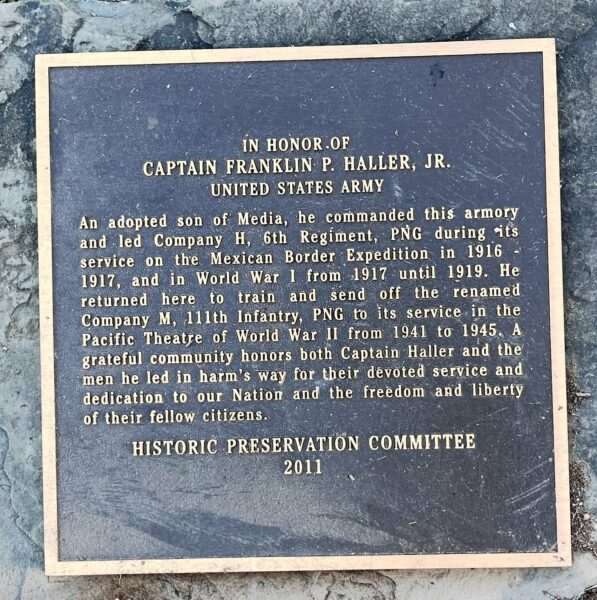 IN HONOR OF
CAPTAIN FRANKLIN P. HALLER, JR.
UNITED STATES ARMY
An adopted son of Media, he commanded this armory
and led Company H, 6th Regiment, PNG during its
service on the Mexican Border Expedition in 1916 -
1917, and in World War I from 1917 until 1919. He
returned here to train and send off the renamed
Company M, 111th Infantry, PNG to its service in the
Pacific Theatre of World War II from 1941 to 1945. A
grateful community honors both Captain Haller and the
men he led in harm's way for their devoted service and
dedication to our Nation and the freedom and liberty
of their fellow citizens.
HISTORIC PRESERVATION COMMITTEE
2011